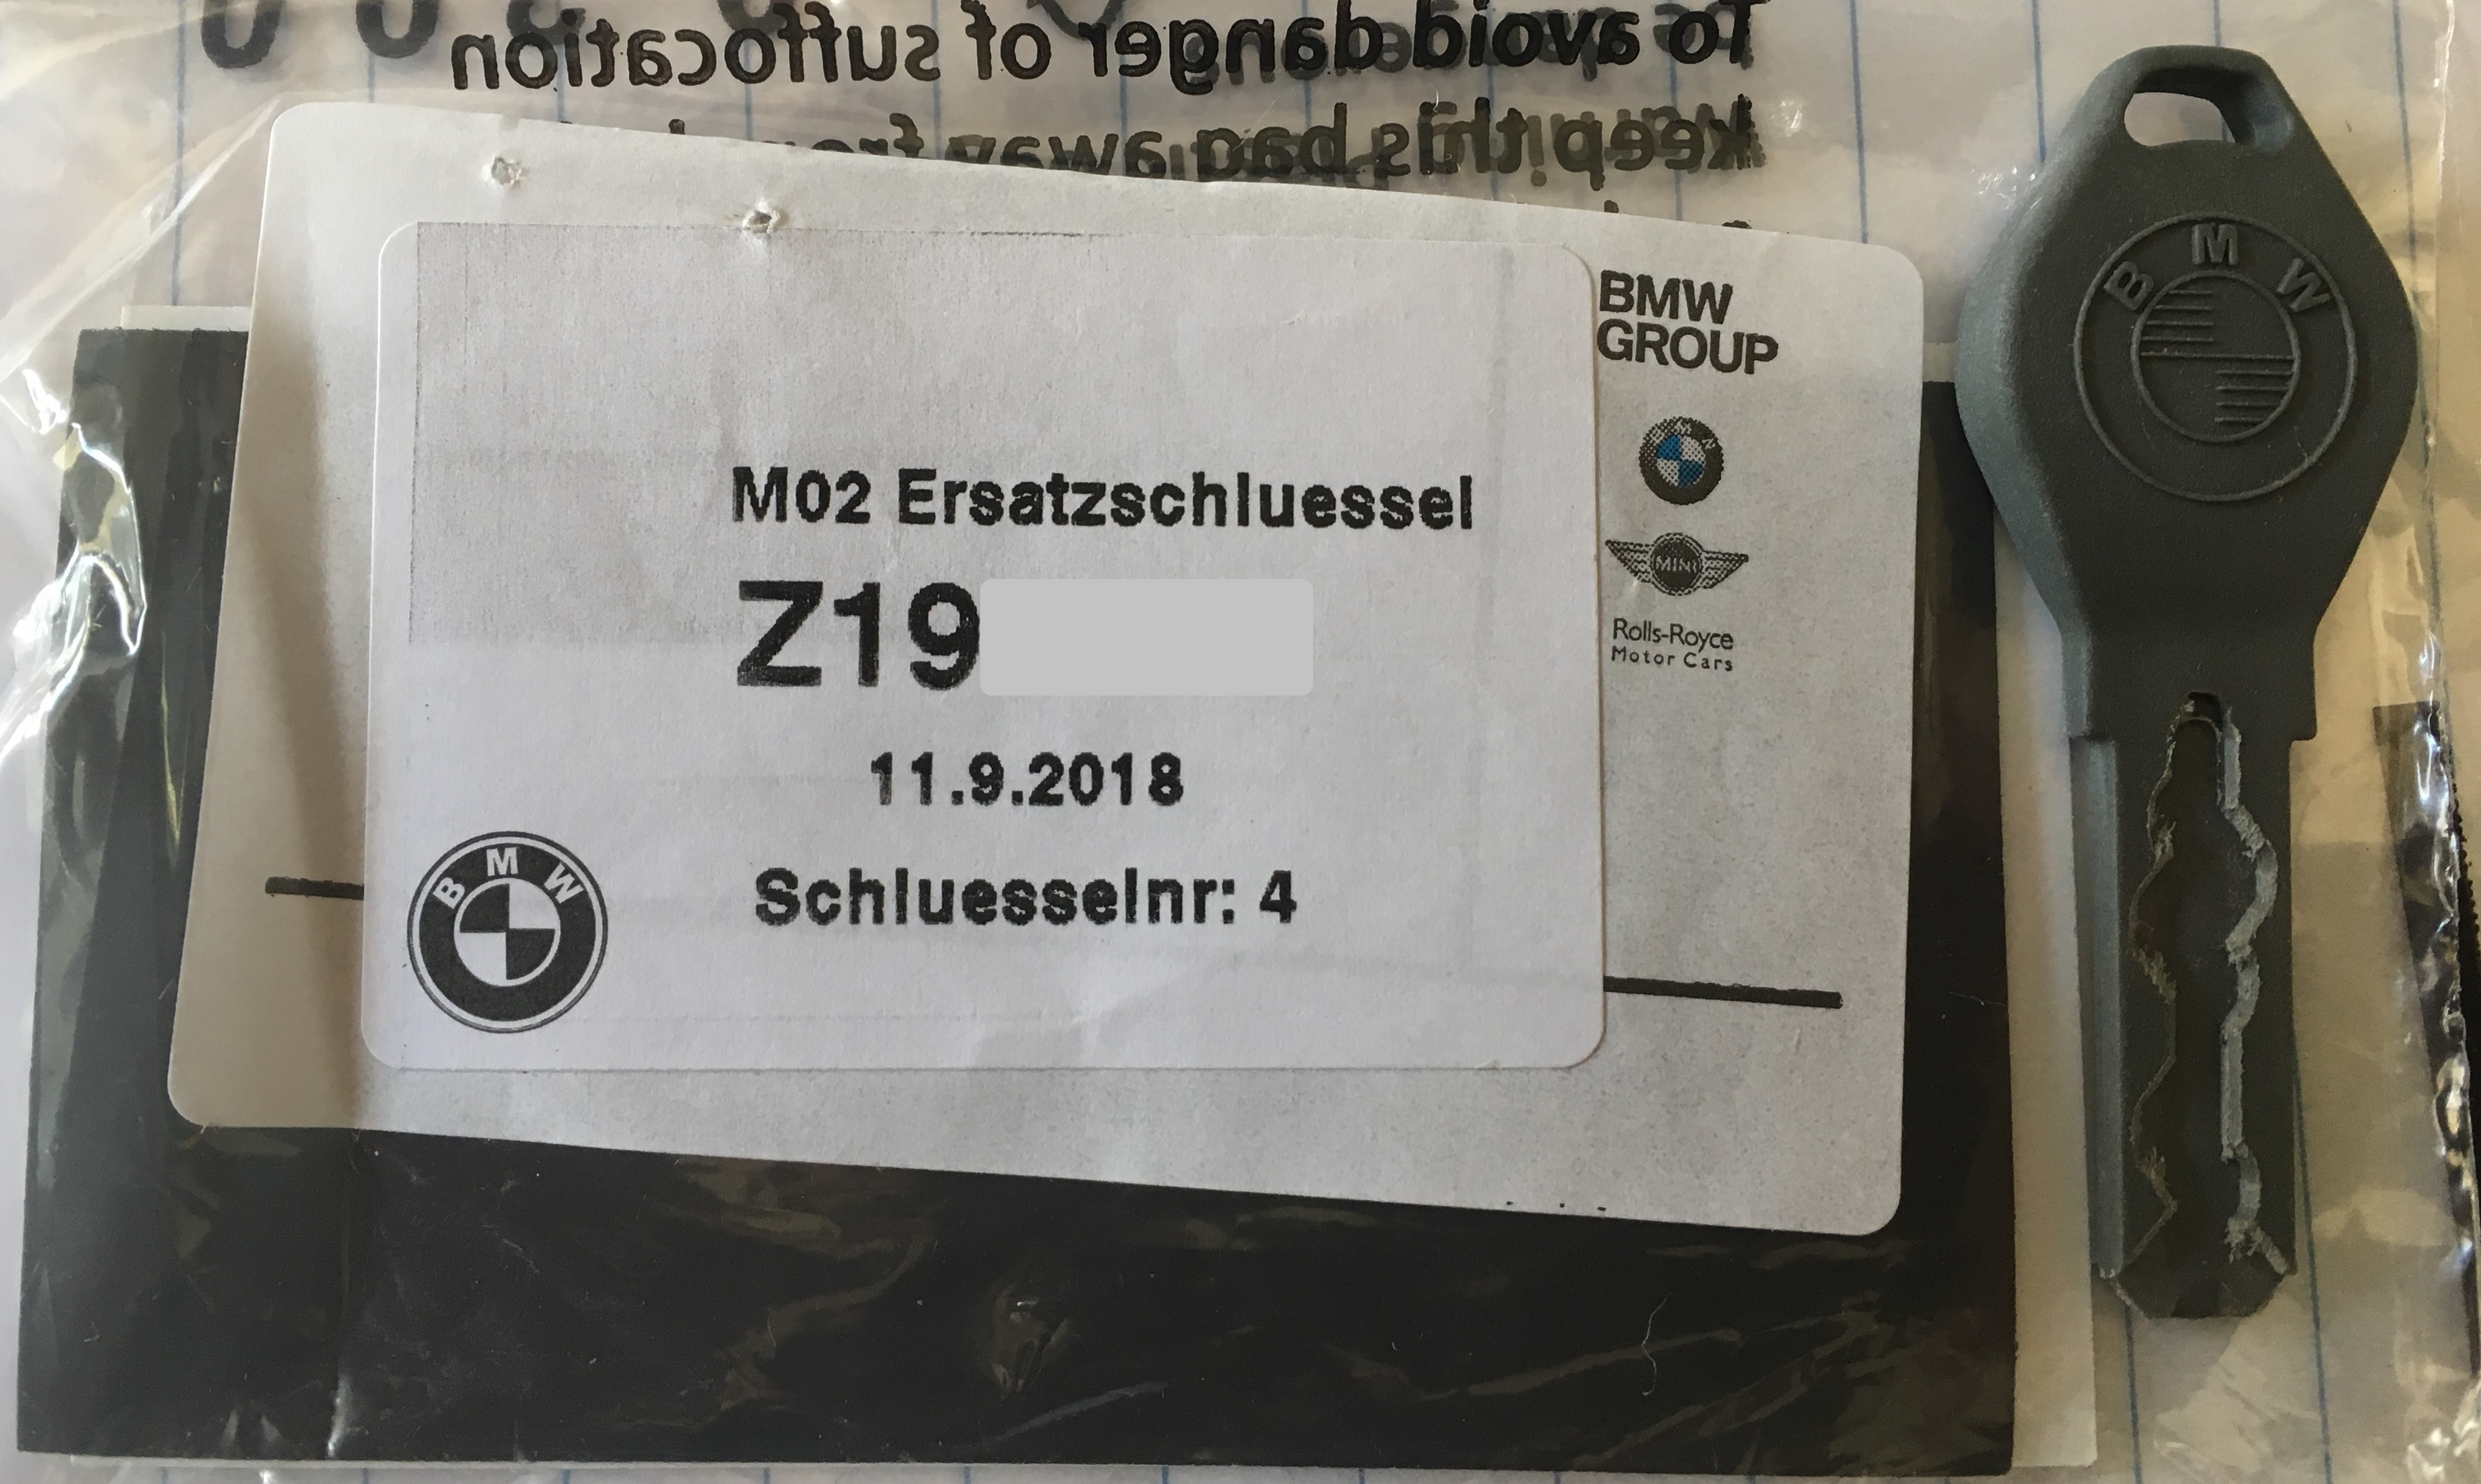 To avoid danger of suffocation
keep this bag away from
BMW
GROUP
BMW
MINI
Rolls-Royce
Motor Cars
M02 Ersatzschluessel
Z19
11.9.2018
Schluesselnr: 4
BMW
BMW